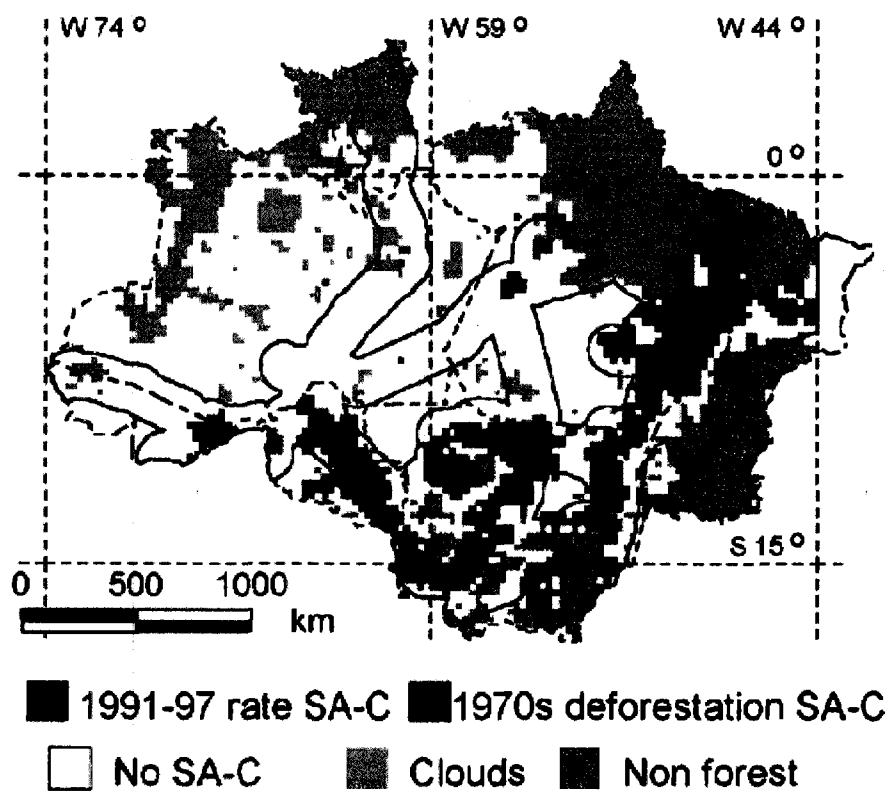 W 74 º W 59 º W 44 º
0 º
S 15 º
0 500 1000
km
1991-97 rate SA-C 1970s deforestation SA-C
No SA-C Clouds Non forest